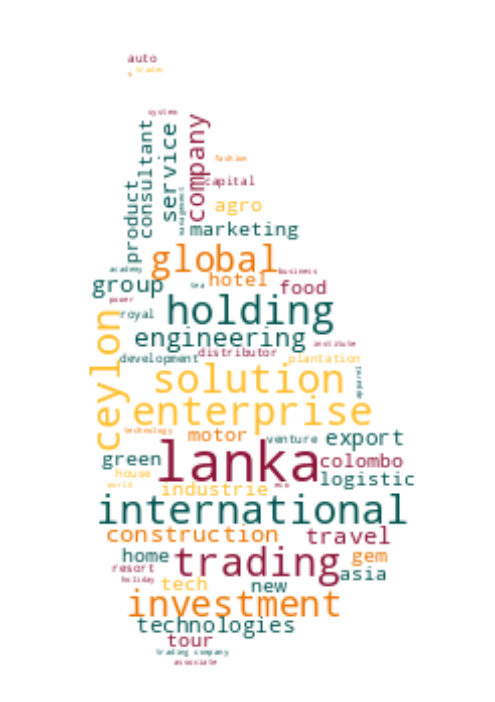 auto
s trader
system
consultant
service
company
product
management
fashion
capital
agro
marketing
global
academy
business
group
tea
hotel
food
power
royal
holding
engineering
institute
ceylon
development
distributor
plantation
solution
apparel
enterprise
technology
motor
venture
export
lanka
green
colombo
house
logistic
world
industrie
international
construction
travel
home
trading
gem
resort
asia
holiday
tech
new
investment
technologies
tour
trading company
associate